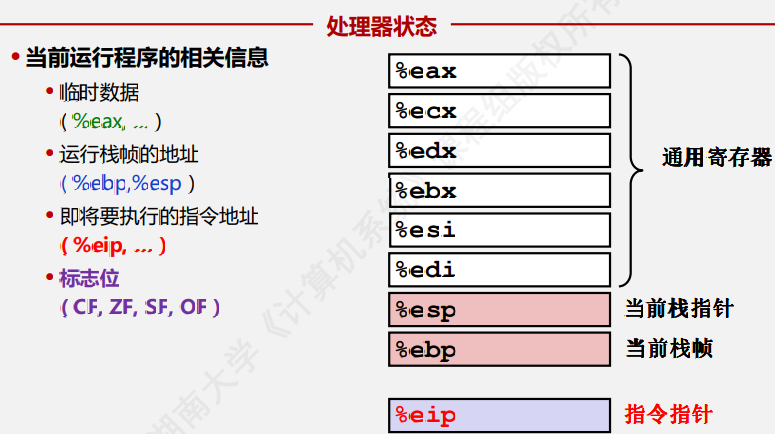 处理器状态
• 当前运行程序的相关信息
• 临时数据
( %eax, … )
• 运行栈帧的地址
( %ebp,%esp )
• 即将要执行的指令地址
( %eip, … )
• 标志位
( CF, ZF, SF, OF )
%eax
%ecx
%edx
%ebx
%esi
%edi
通用寄存器
%esp 当前栈指针
%ebp 当前栈帧
%eip 指令指针
湖南大学《计算机系统》课程组版权所有